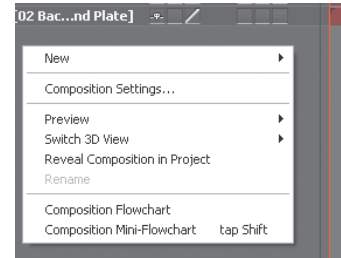 [02 Bac...nd Plate]
New
Composition Settings...
Preview
Switch 3D View
Reveal Composition in Project
Rename
Composition Flowchart
Composition Mini-Flowchart tap Shift